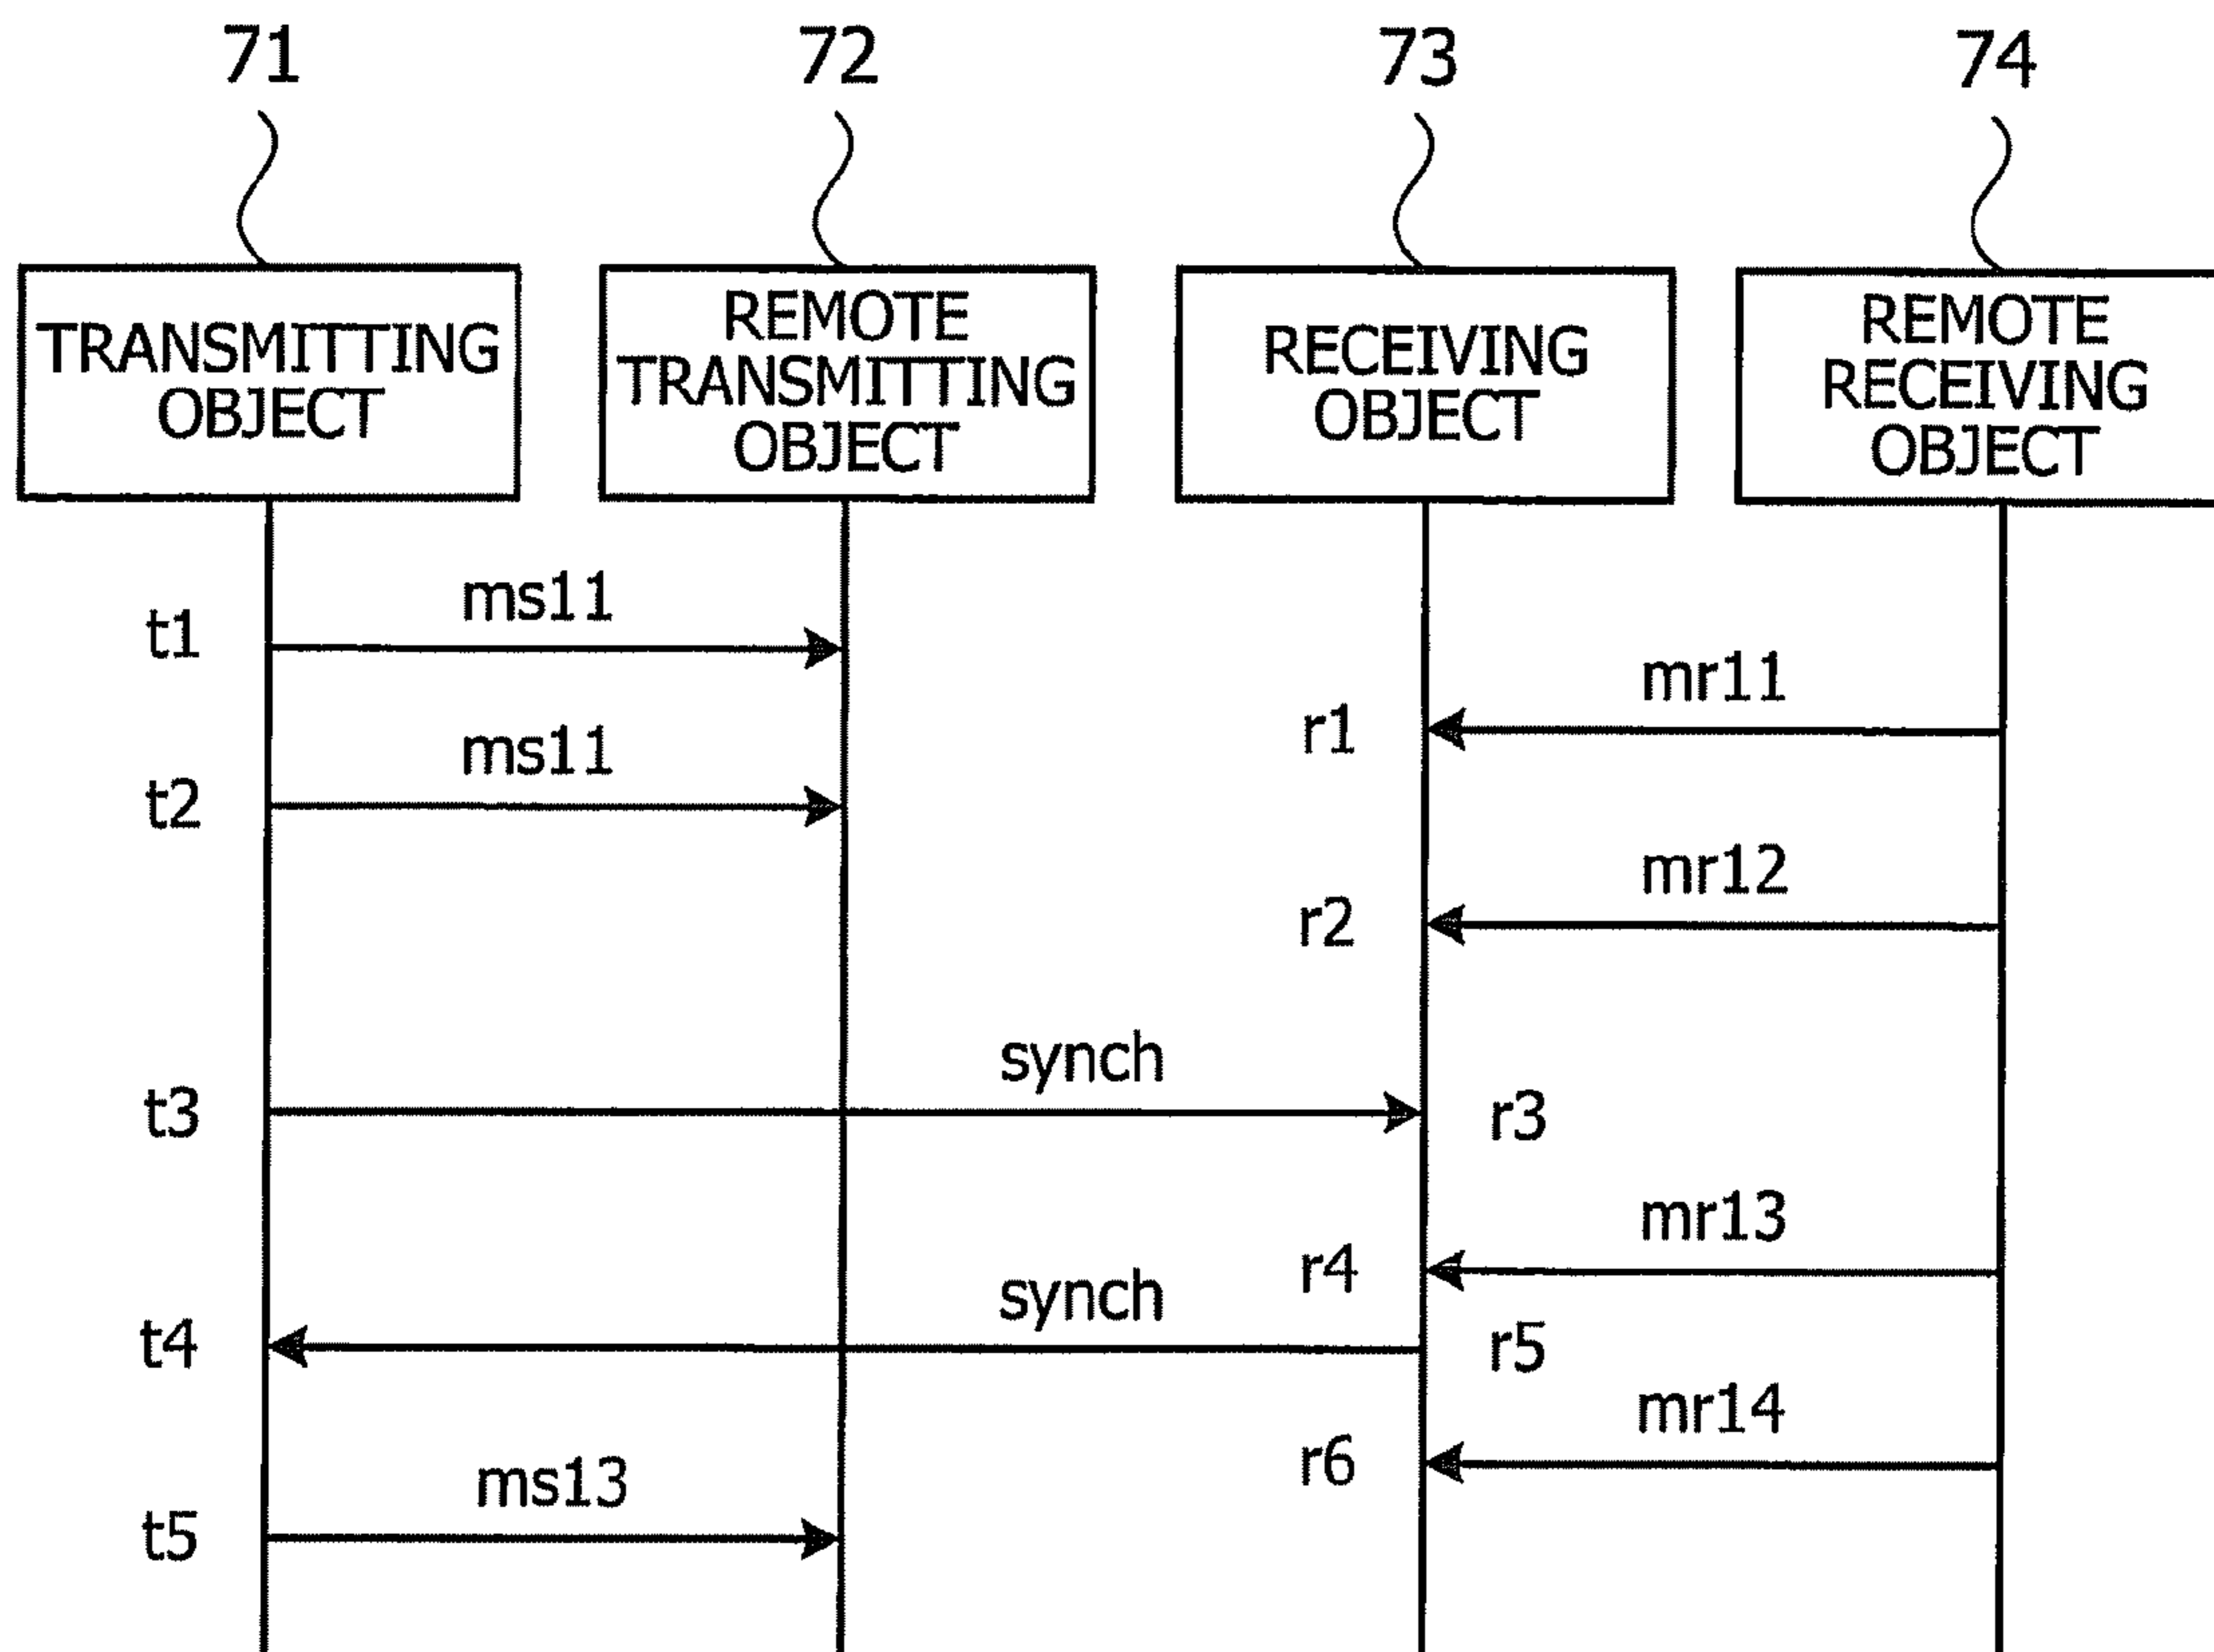 71
72
73
74
TRANSMITTING
OBJECT
REMOTE
TRANSMITTING
OBJECT
RECEIVING
OBJECT
REMOTE
RECEIVING
OBJECT
t1
ms11
r1
mr11
t2
ms11
r2
mr12
t3
synch
r3
r4
mr13
t4
synch
r5
r6
mr14
t5
ms13